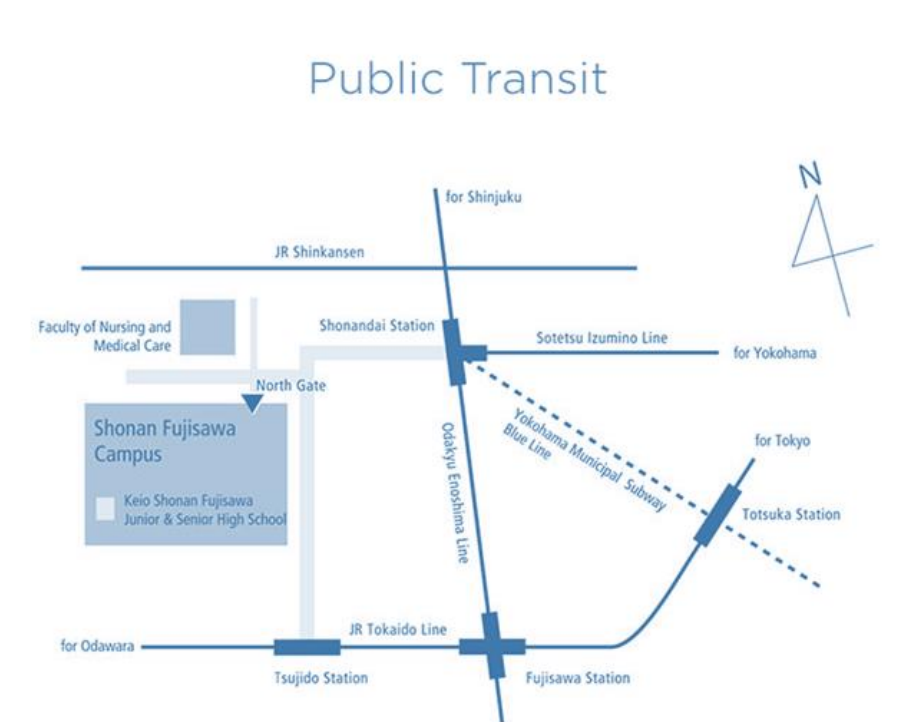 Public Transit
N
for Shinjuku
JR Shinkansen
Faculty of Nursing and
Medical Care
Shonandai Station
Sotetsu Izumino Line
for Yokohama
North Gate
Shonan Fujisawa
Campus
Keio Shonan Fujisawa
Junior & Senior High School
Odakyu Enoshima Line
Yokohama Municipal Subway
Blue Line
for Tokyo
Totsuka Station
for Odawara
JR Tokaido Line
Tsujido Station
Fujisawa Station